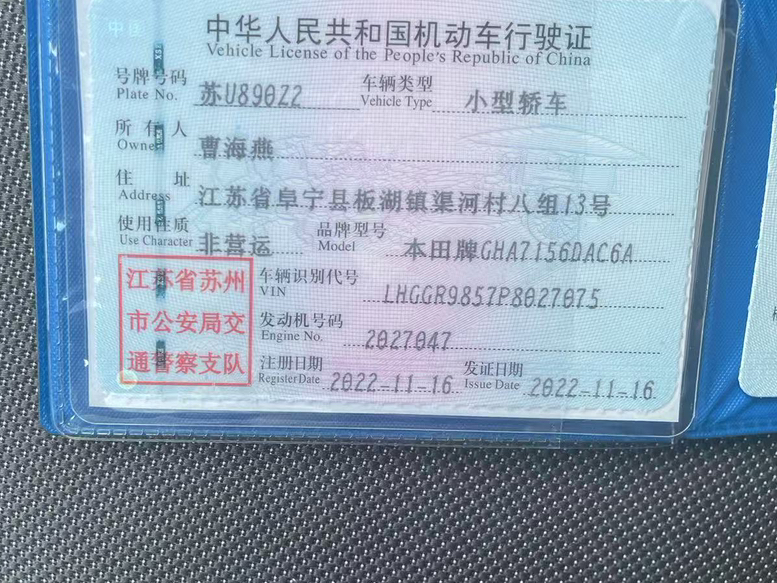 中华人民共和国机动车行驶证
Vehicle License of the People's Republic of China
号牌号码 苏U890Z2 车辆类型 小型轿车
Plate No. Vehicle Type
所有人 曹海燕
Owner
住址 江苏省阜宁县板湖镇渠河村八组13号
Address
使用性质 非营运 品牌型号 本田牌GHA7156DAC6A
Use Character Model
江苏省苏州 车辆识别代号 LHGGR9857P8027075
VIN
市公安局交 发动机号码 2027047
Engine No.
通警察支队 注册日期 2022-11-16 发证日期 2022-11-16
Register Date Issue Date